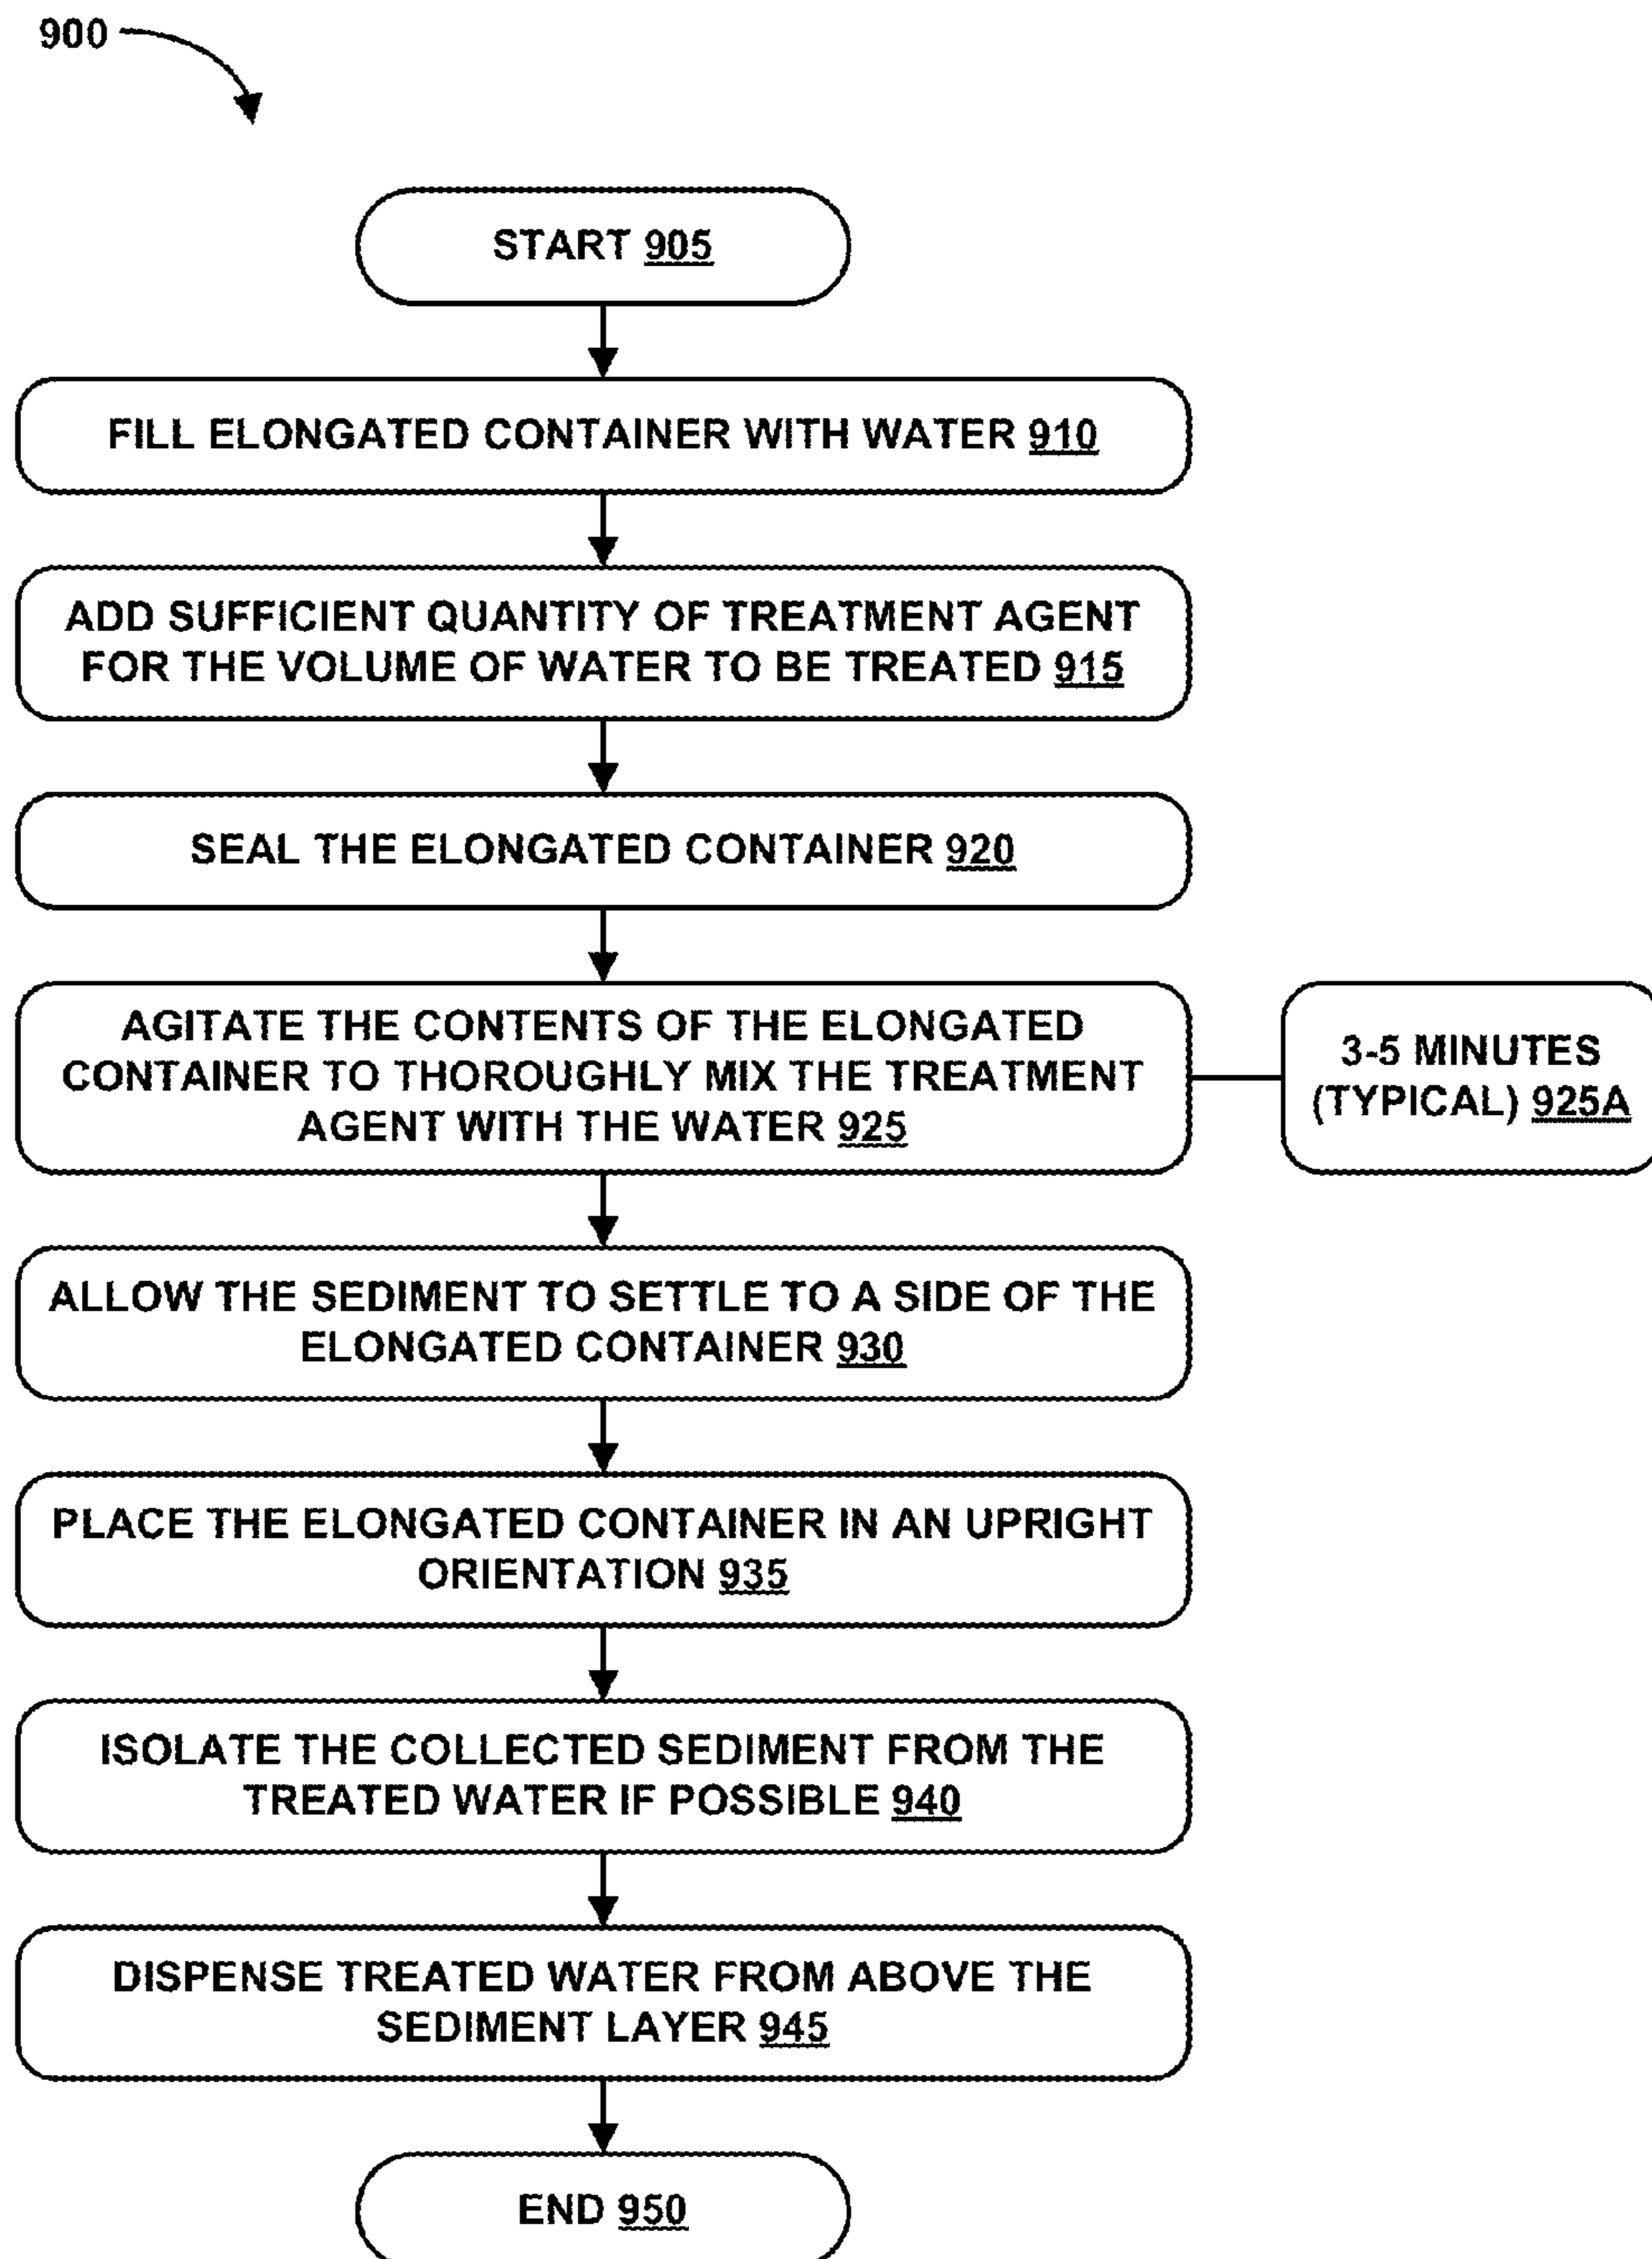 900
START 905
FILL ELONGATED CONTAINER WITH WATER 910
ADD SUFFICIENT QUANTITY OF TREATMENT AGENT
FOR THE VOLUME OF WATER TO BE TREATED 915
SEAL THE ELONGATED CONTAINER 920
AGITATE THE CONTENTS OF THE ELONGATED
CONTAINER TO THOROUGHLY MIX THE TREATMENT
AGENT WITH THE WATER 925
3-5 MINUTES
(TYPICAL) 925A
ALLOW THE SEDIMENT TO SETTLE TO A SIDE OF THE
ELONGATED CONTAINER 930
PLACE THE ELONGATED CONTAINER IN AN UPRIGHT
ORIENTATION 935
ISOLATE THE COLLECTED SEDIMENT FROM THE
TREATED WATER IF POSSIBLE 940
DISPENSE TREATED WATER FROM ABOVE THE
SEDIMENT LAYER 945
END 950